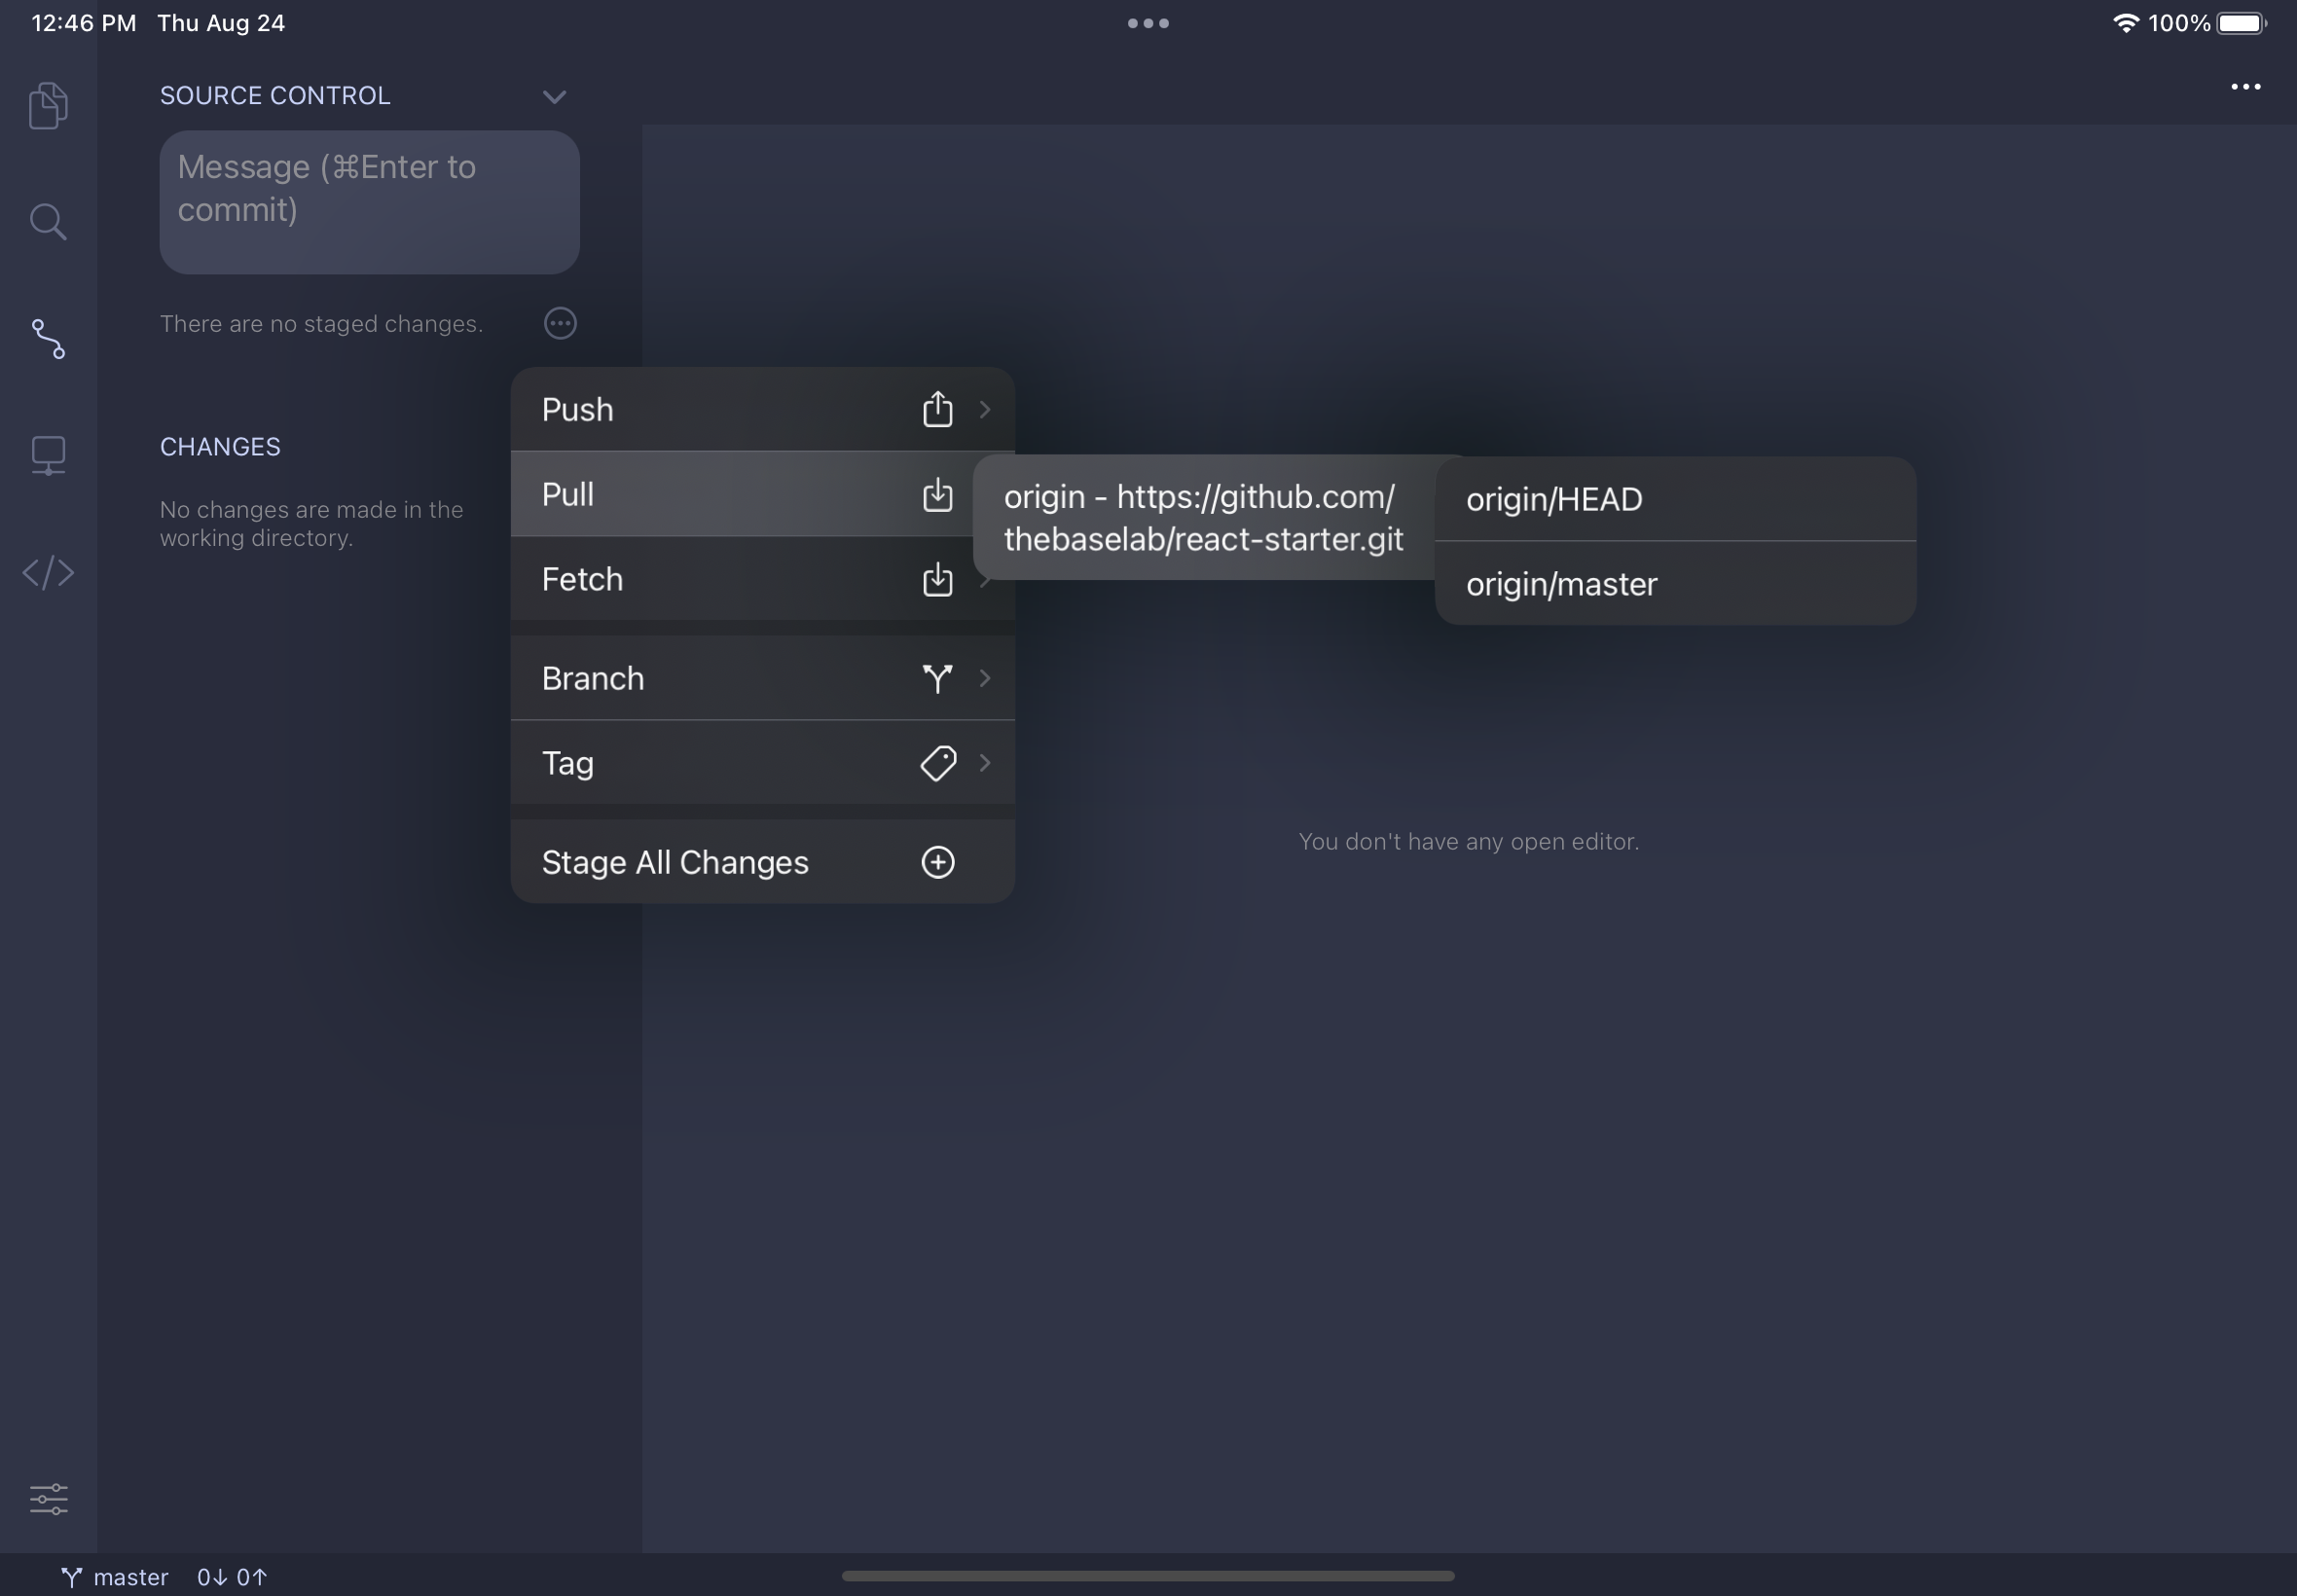 12:46 PM Thu Aug 24
100%
SOURCE CONTROL
Message (⌘Enter to
commit)
There are no staged changes.
Push
CHANGES
Pull
origin - https://github.com/
thebaselab/react-starter.git
origin/HEAD
origin/master
No changes are made in the
working directory.
Fetch
Branch
Tag
Stage All Changes
You don't have any open editor.
master 0↓ 0↑